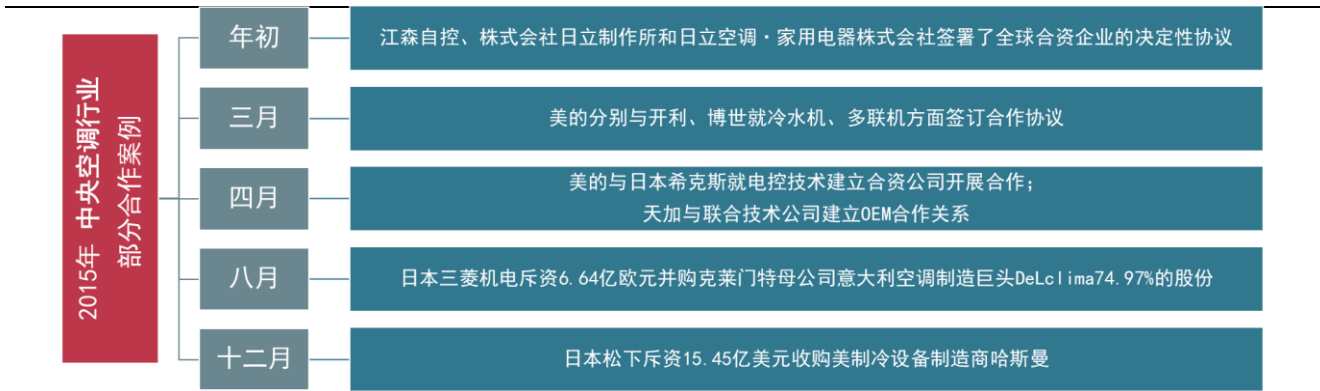 2015年 中央空调行业
部分合作案例
年初
江森自控、株式会社日立制作所和日立空调·家用电器株式会社签署了全球合资企业的决定性协议
三月
美的分别与开利、博世就冷水机、多联机方面签订合作协议
四月
美的与日本希克斯就电控技术建立合资公司开展合作；
天加与联合技术公司建立OEM合作关系
八月
日本三菱机电斥资6.64亿欧元并购克莱门特母公司意大利空调制造巨头DeLclima74.97%的股份
十二月
日本松下斥资15.45亿美元收购美制冷设备制造商哈斯曼